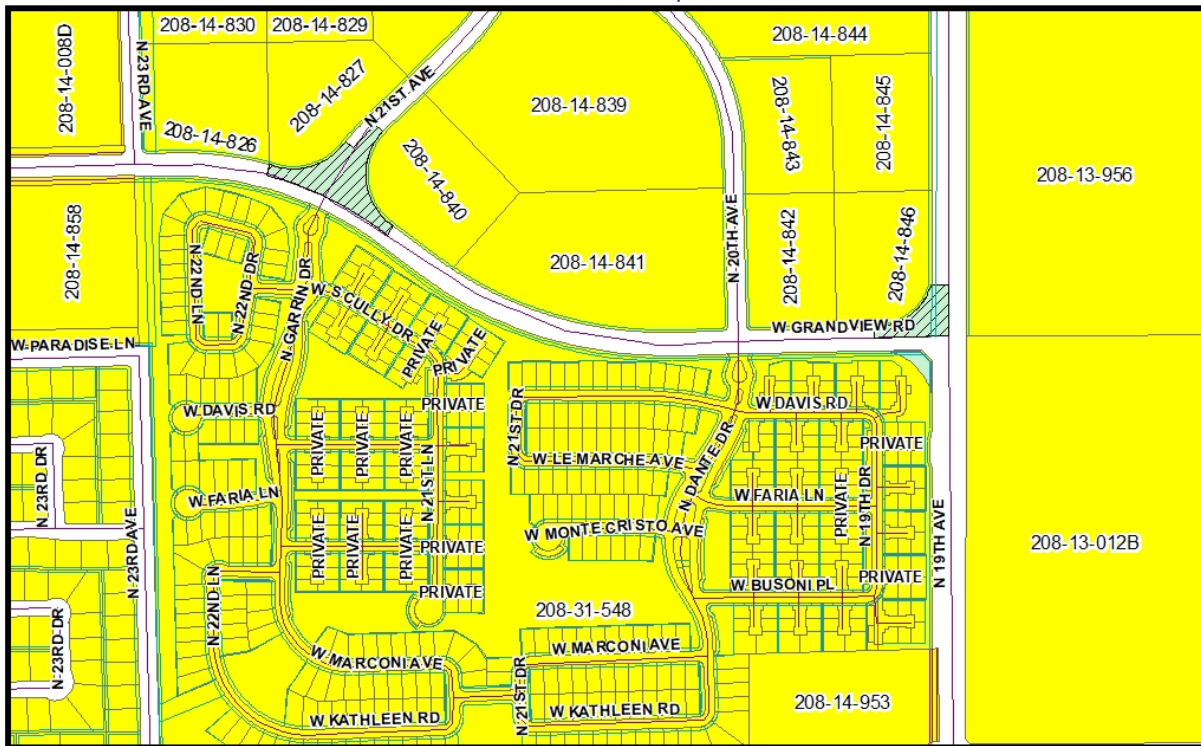 208-14-830
208-14-829
208-14-844
208-14-008D
N 23RD AVE
208-14-827
N 21ST AVE
208-14-839
208-14-843
208-14-845
208-14-826
208-14-840
208-13-956
208-14-858
N 22ND LN
N 22ND DR
N GARRIN DR
W SCULLY DR
208-14-841
N 20TH AVE
208-14-842
208-14-846
W GRANDVIEW RD
W PARADISE LN
PRIVATE
PRIVATE
W DAVIS RD
PRIVATE
N 21ST DR
W DAVIS RD
PRIVATE
PRIVATE
PRIVATE
N 21ST LN
W LE MARCHE AVE
N DANTE DR
PRIVATE
N 23RD DR
W FARIA LN
W FARIA LN
PRIVATE
N 19TH DR
N 19TH AVE
N 23RD AVE
PRIVATE
PRIVATE
PRIVATE
PRIVATE
W MONTE CRISTO AVE
208-13-012B
N 22ND LN
PRIVATE
W BUSONI PL
PRIVATE
208-31-548
N 23RD DR
W MARCONI AVE
N 21ST DR
W MARCONI AVE
W KATHLEEN RD
W KATHLEEN RD
208-14-953